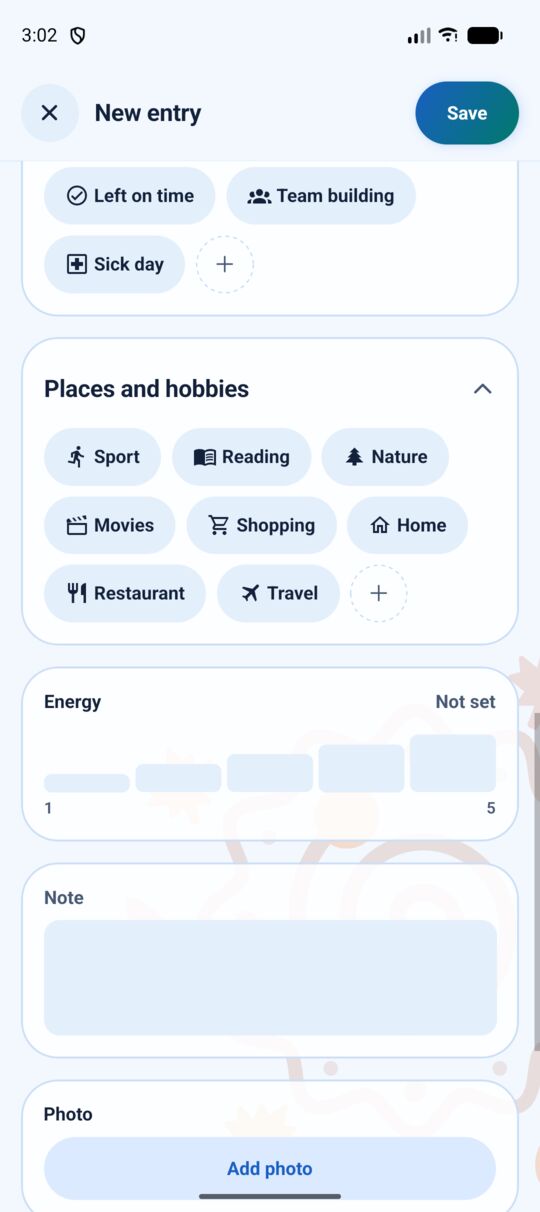 3:02
New entry
Save
Left on time
Team building
Sick day
Places and hobbies
Sport
Reading
Nature
Movies
Shopping
Home
Restaurant
Travel
Energy
Not set
1
5
Note
Photo
Add photo